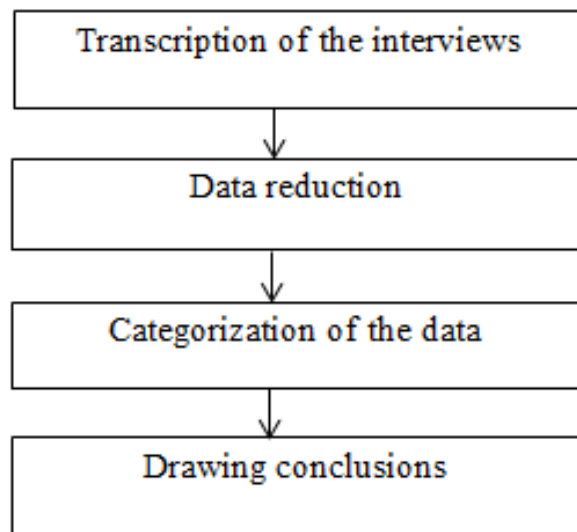 Transcription of the interviews
Data reduction
Categorization of the data
Drawing conclusions